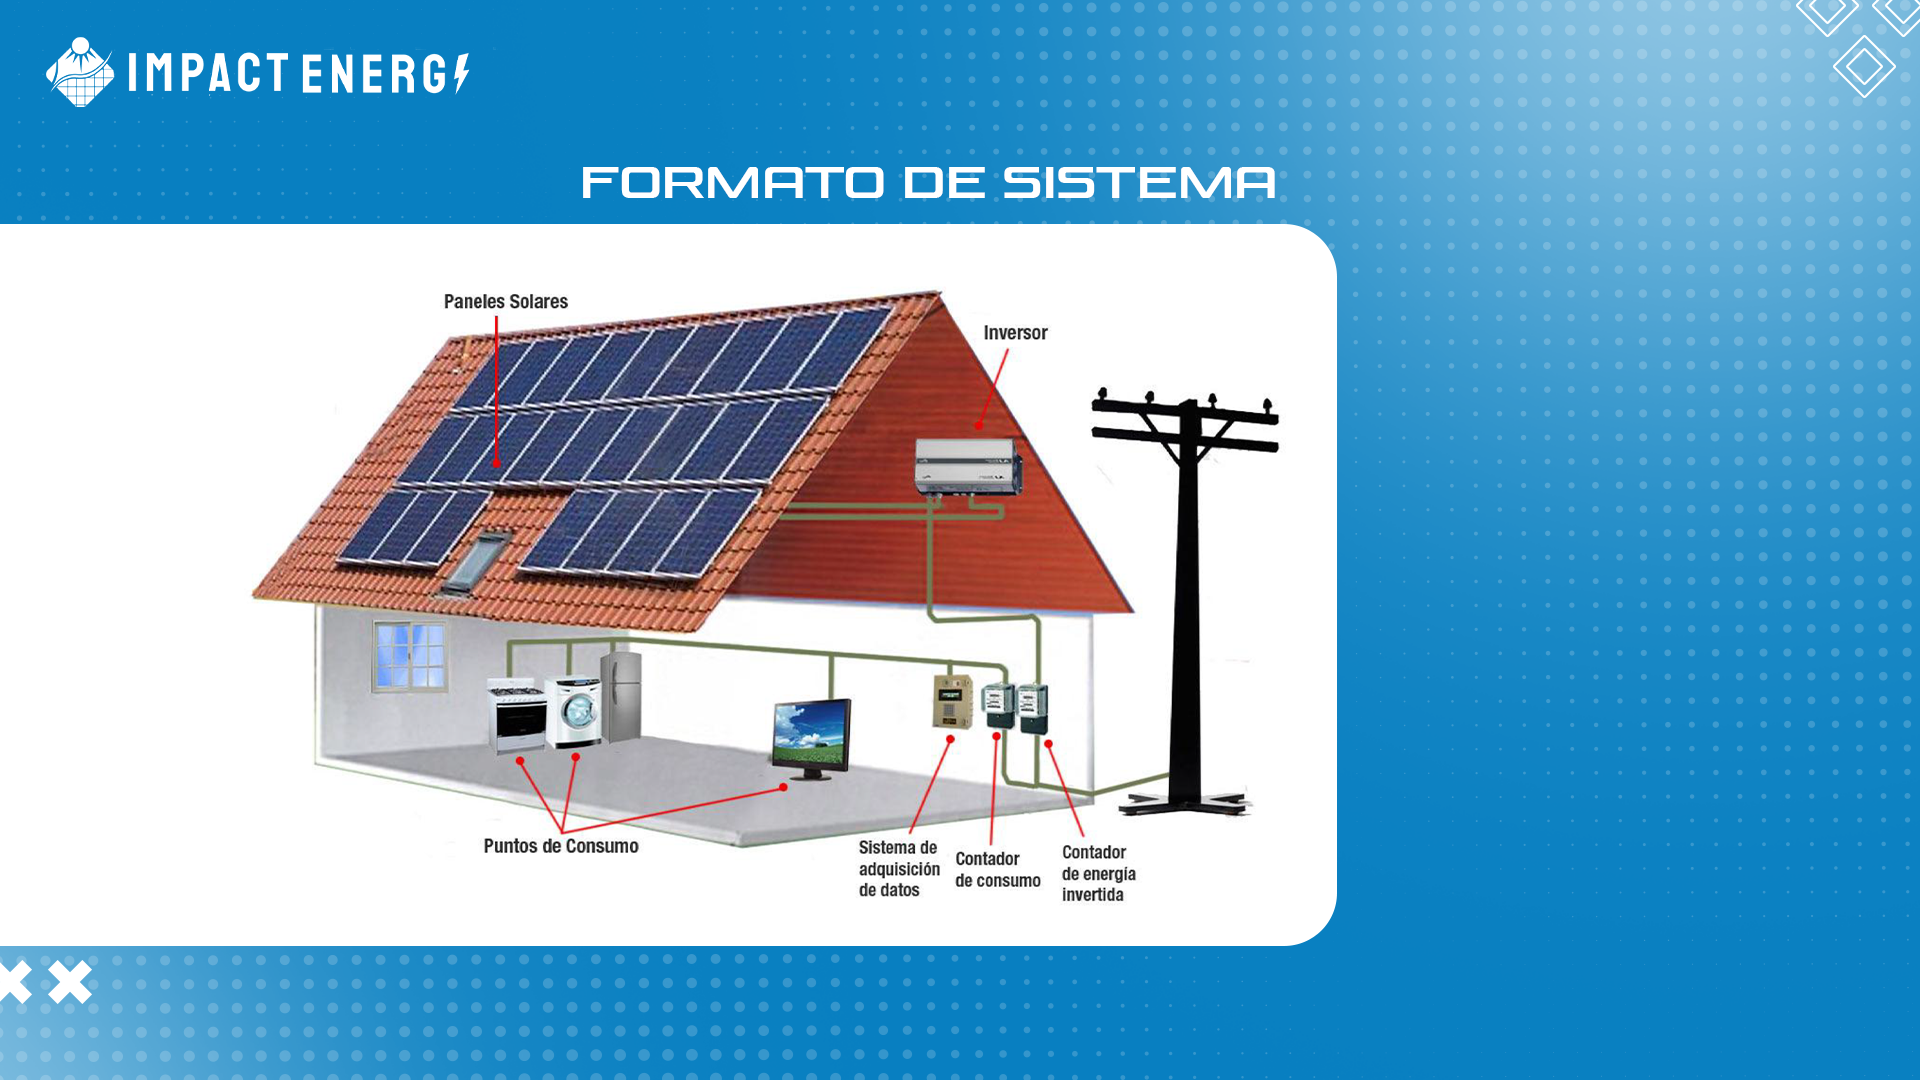 IMPACT ENERGI
FORMATO DE SISTEMA
Paneles Solares
Inversor
Puntos de Consumo
Sistema de
adquisición
de datos
Contador
de consumo
Contador
de energía
invertida